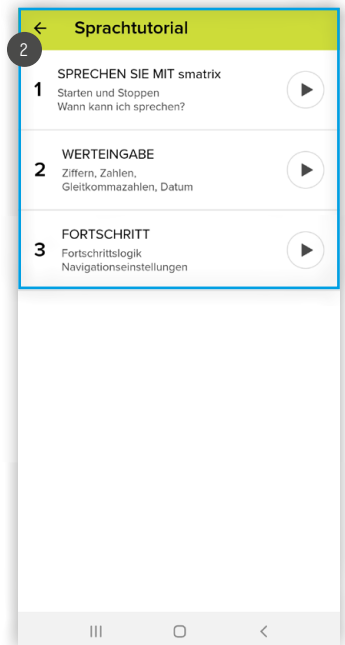 Sprachtutorial
2
1
SPRECHEN SIE MIT smatrix
Starten und Stoppen
Wann kann ich sprechen?
2
WERTEINGABE
Ziffern, Zahlen,
Gleitkommazahlen, Datum
3
FORTSCHRITT
Fortschrittslogik
Navigationseinstellungen